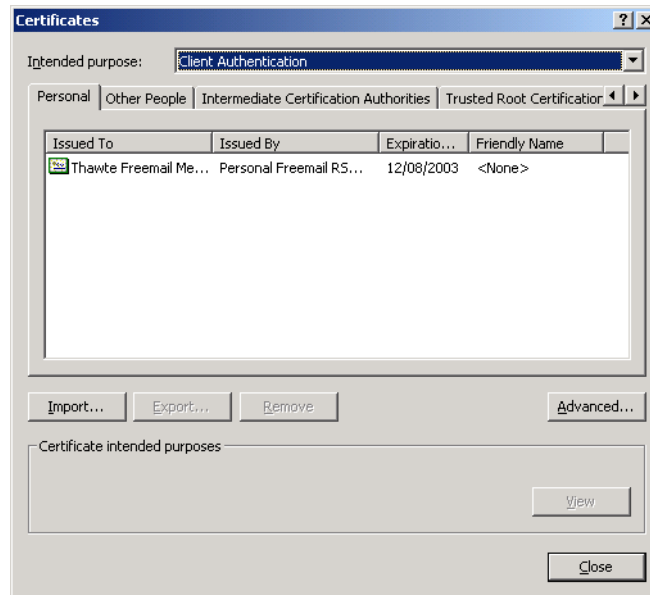 Certificates
Intended purpose: Client Authentication
Personal Other People Intermediate Certification Authorities Trusted Root Certification
Issued To Issued By Expiratio... Friendly Name
Thawte Freemail Me... Personal Freemail RS... 12/08/2003 <None>
Import... Export... Remove Advanced...
Certificate intended purposes
View
Close